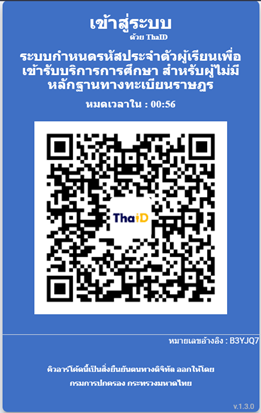 เข้าสู่ระบบ
ด้วย ThaID
ระบบกำหนดรหัสประจำตัวผู้เรียนเพื่อ
เข้ารับบริการการศึกษา สำหรับผู้ไม่มี
หลักฐานทางทะเบียนราษฎร
หมดเวลาใน : 00:56
ThaiD
หมายเลขอ้างอิง : B3YJQ7
คิวอาร์โค้ดนี้เป็นสิ่งยืนยันตนทางดิจิทัล ออกให้โดย
กรมการปกครอง กระทรวงมหาดไทย
v.1.3.0